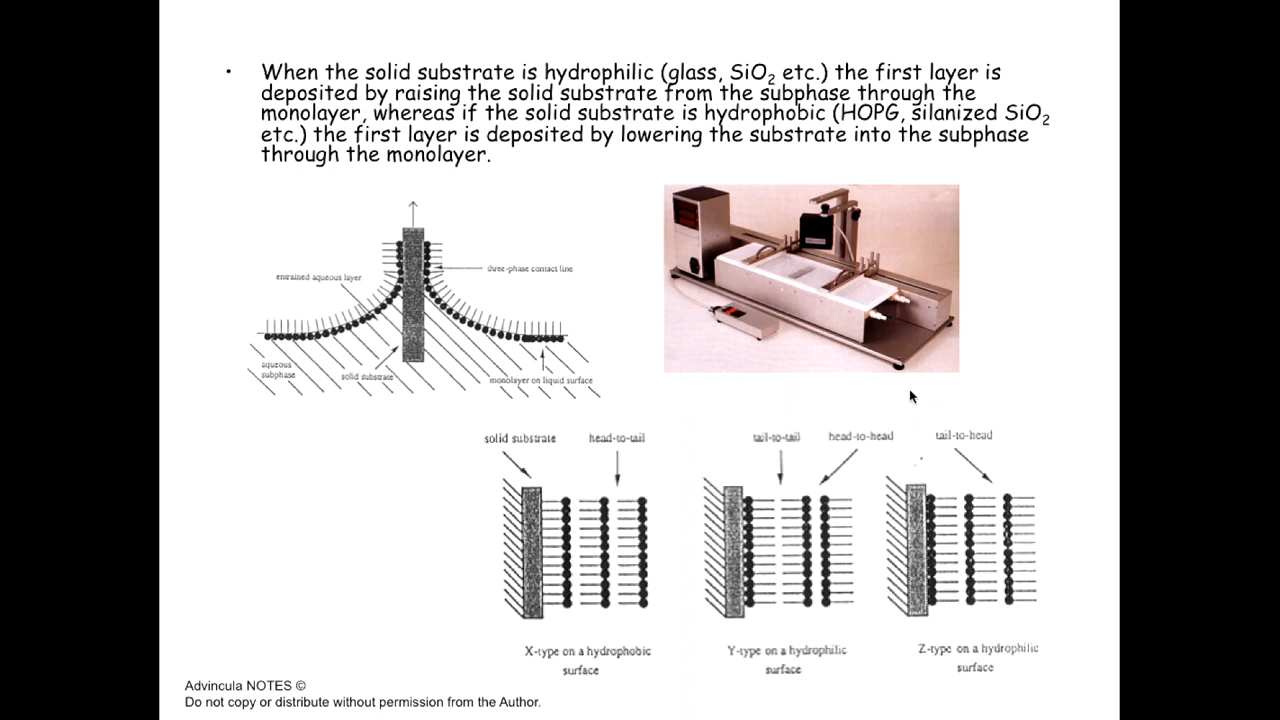 • When the solid substrate is hydrophilic (glass, SiO₂ etc.) the first layer is
deposited by raising the solid substrate from the subphase through the
monolayer, whereas if the solid substrate is hydrophobic (HOPG, silanized SiO₂
etc.) the first layer is deposited by lowering the substrate into the subphase
through the monolayer.
entrained aqueous layer
three-phase contact line
aqueous
subphase
solid substrate
monolayer on liquid surface
solid substrate
head-to-tail
tail-to-tail
head-to-head
tail-to-head
X-type on a hydrophobic
surface
Y-type on a hydrophilic
surface
Z-type on a hydrophilic
surface
Advincula NOTES ©
Do not copy or distribute without permission from the Author.